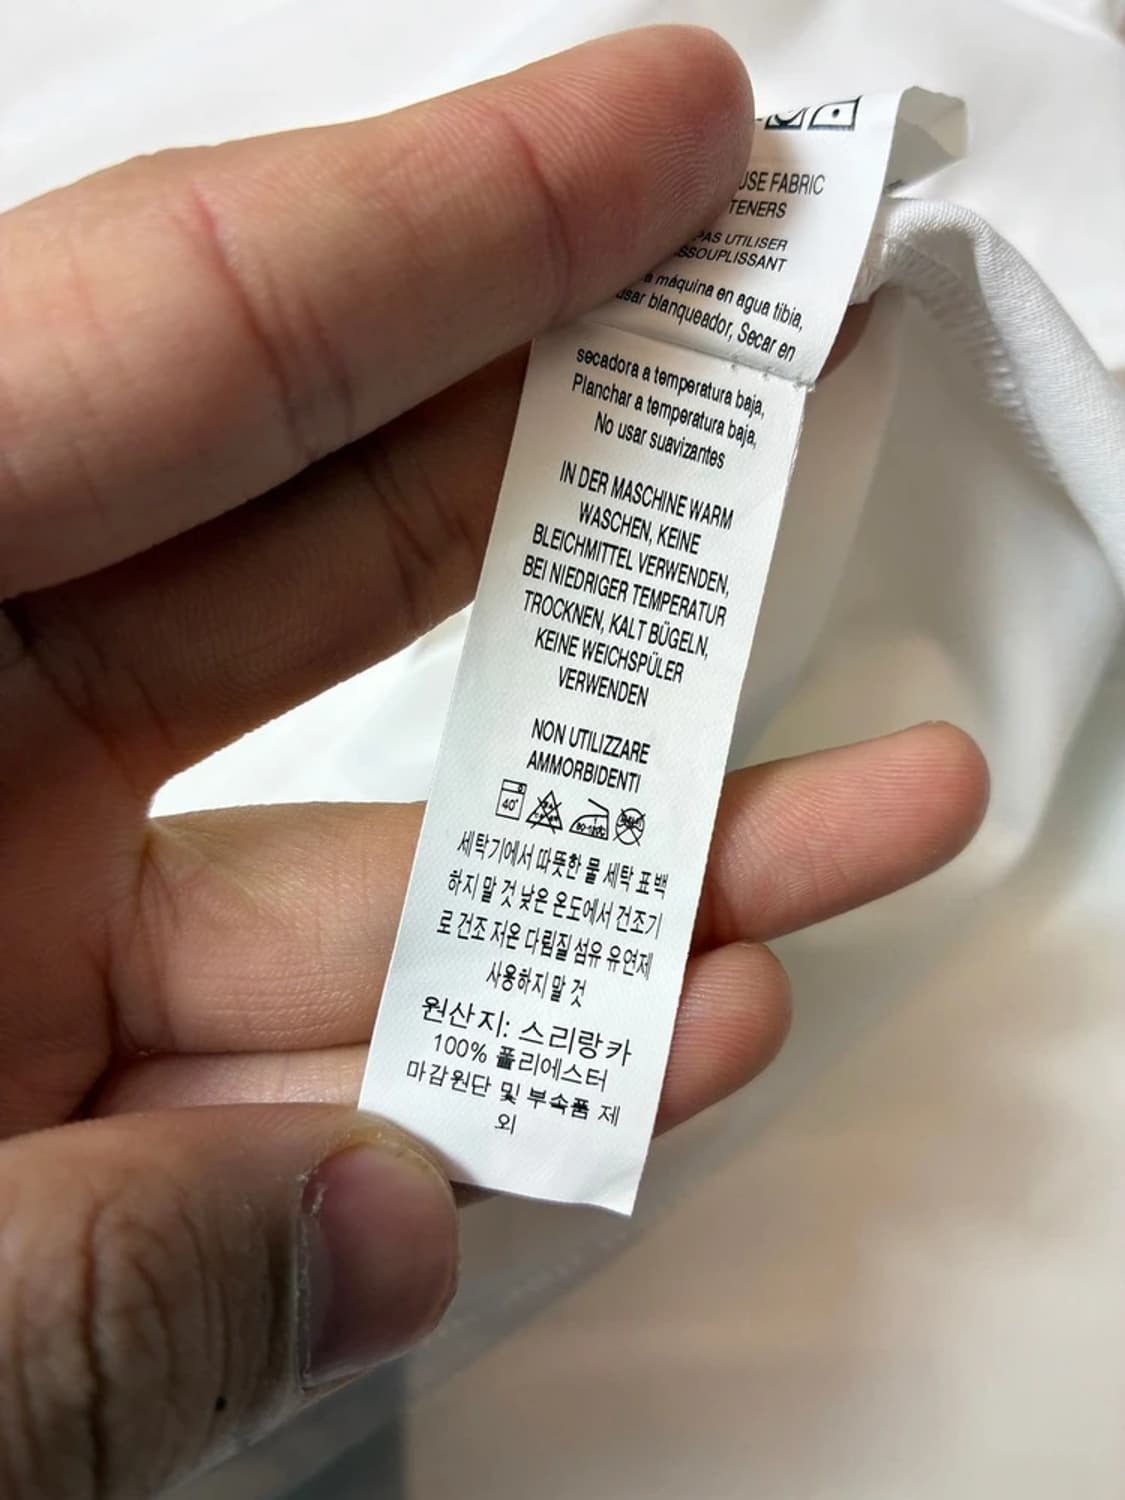 USE FABRIC
TENERS
PAS UTILISER
SSOUPLISSANT
a máquina en agua tibia,
usar blanqueador, Secar en
secadora a temperatura baja,
Planchar a temperatura baja,
No usar suavizantes
IN DER MASCHINE WARM
WASCHEN, KEINE
BLEICHMITTEL VERWENDEN,
BEI NIEDRIGER TEMPERATUR
TROCKNEN, KALT BÜGELN,
KEINE WEICHSPÜLER
VERWENDEN
NON UTILIZZARE
AMMORBIDENTI
40°
세탁기에서 따뜻한 물 세탁 표백
하지 말 것 낮은 온도에서 건조기
로 건조 저온 다림질 섬유 유연제
사용하지 말 것
원산지: 스리랑카
100% 폴리에스터
마감원단 및 부속품 제
외